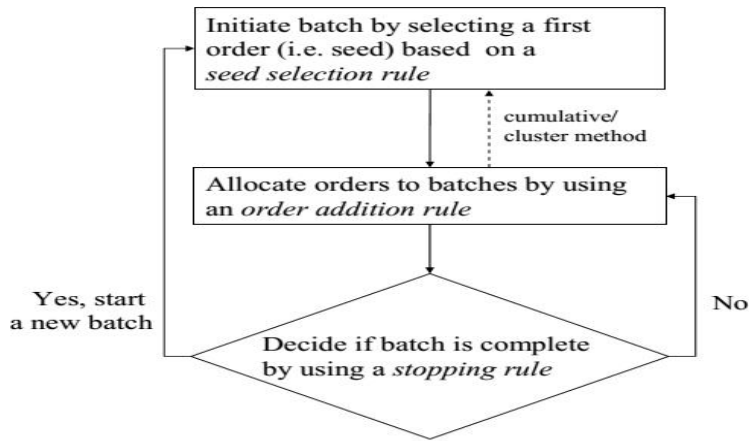 Initiate batch by selecting a first
order (i.e. seed) based on a
seed selection rule
cumulative/
cluster method
Allocate orders to batches by using
an order addition rule
Yes, start
a new batch
No
Decide if batch is complete
by using a stopping rule